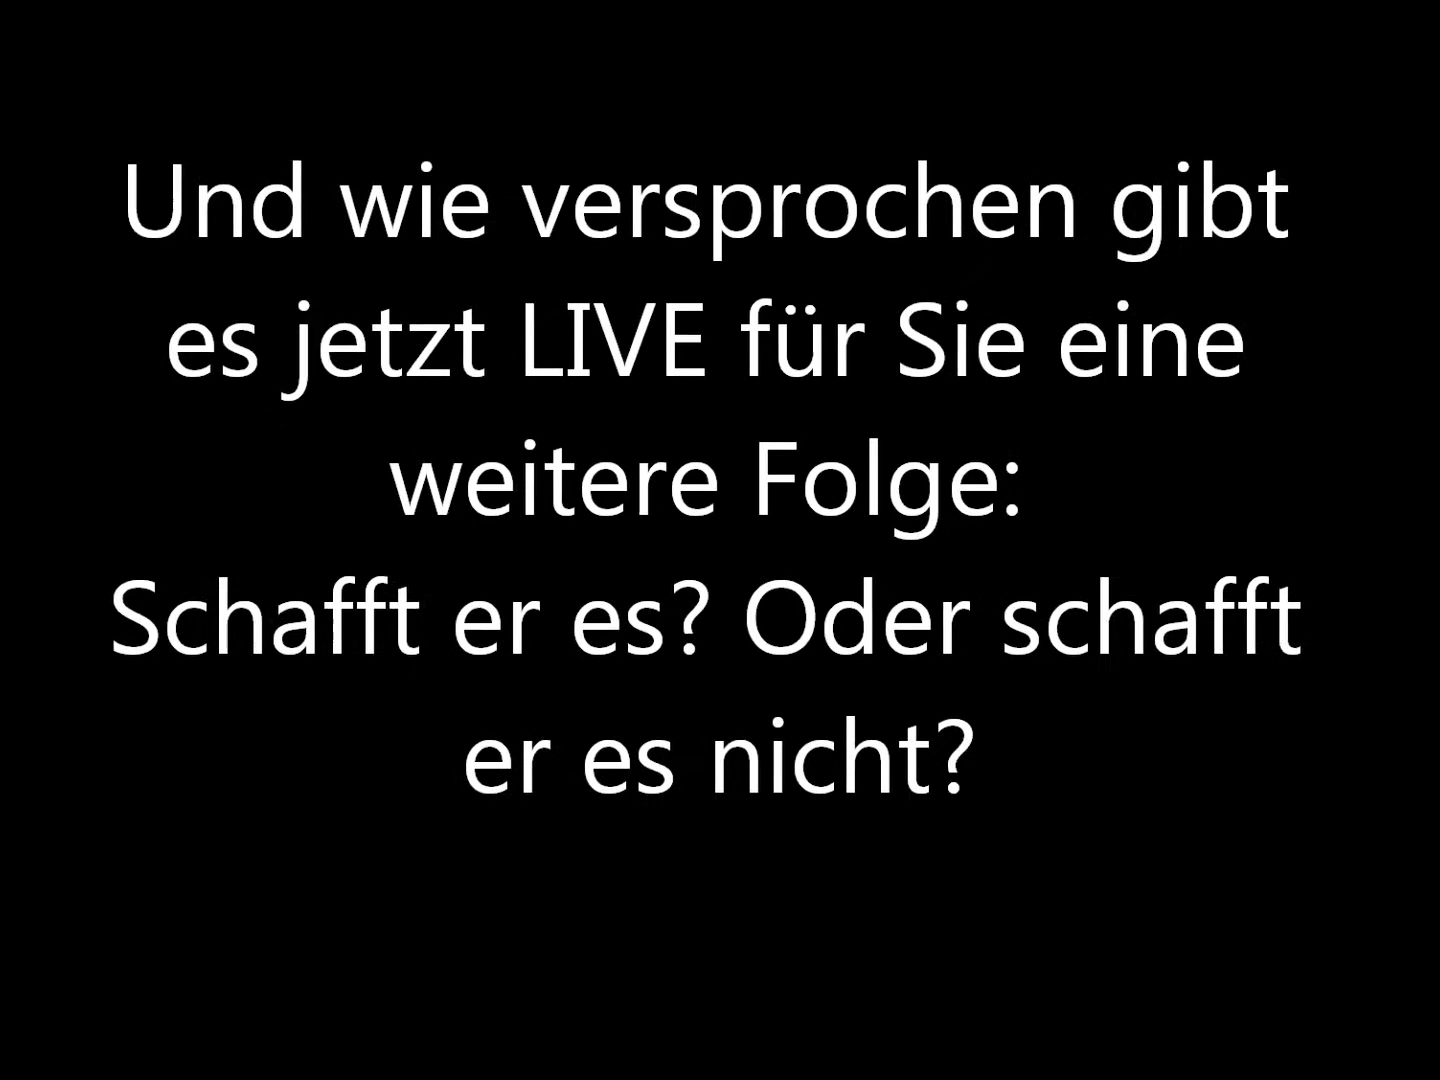 Und wie versprochen gibt
es jetzt LIVE für Sie eine
weitere Folge:
Schafft er es? Oder schafft
er es nicht?